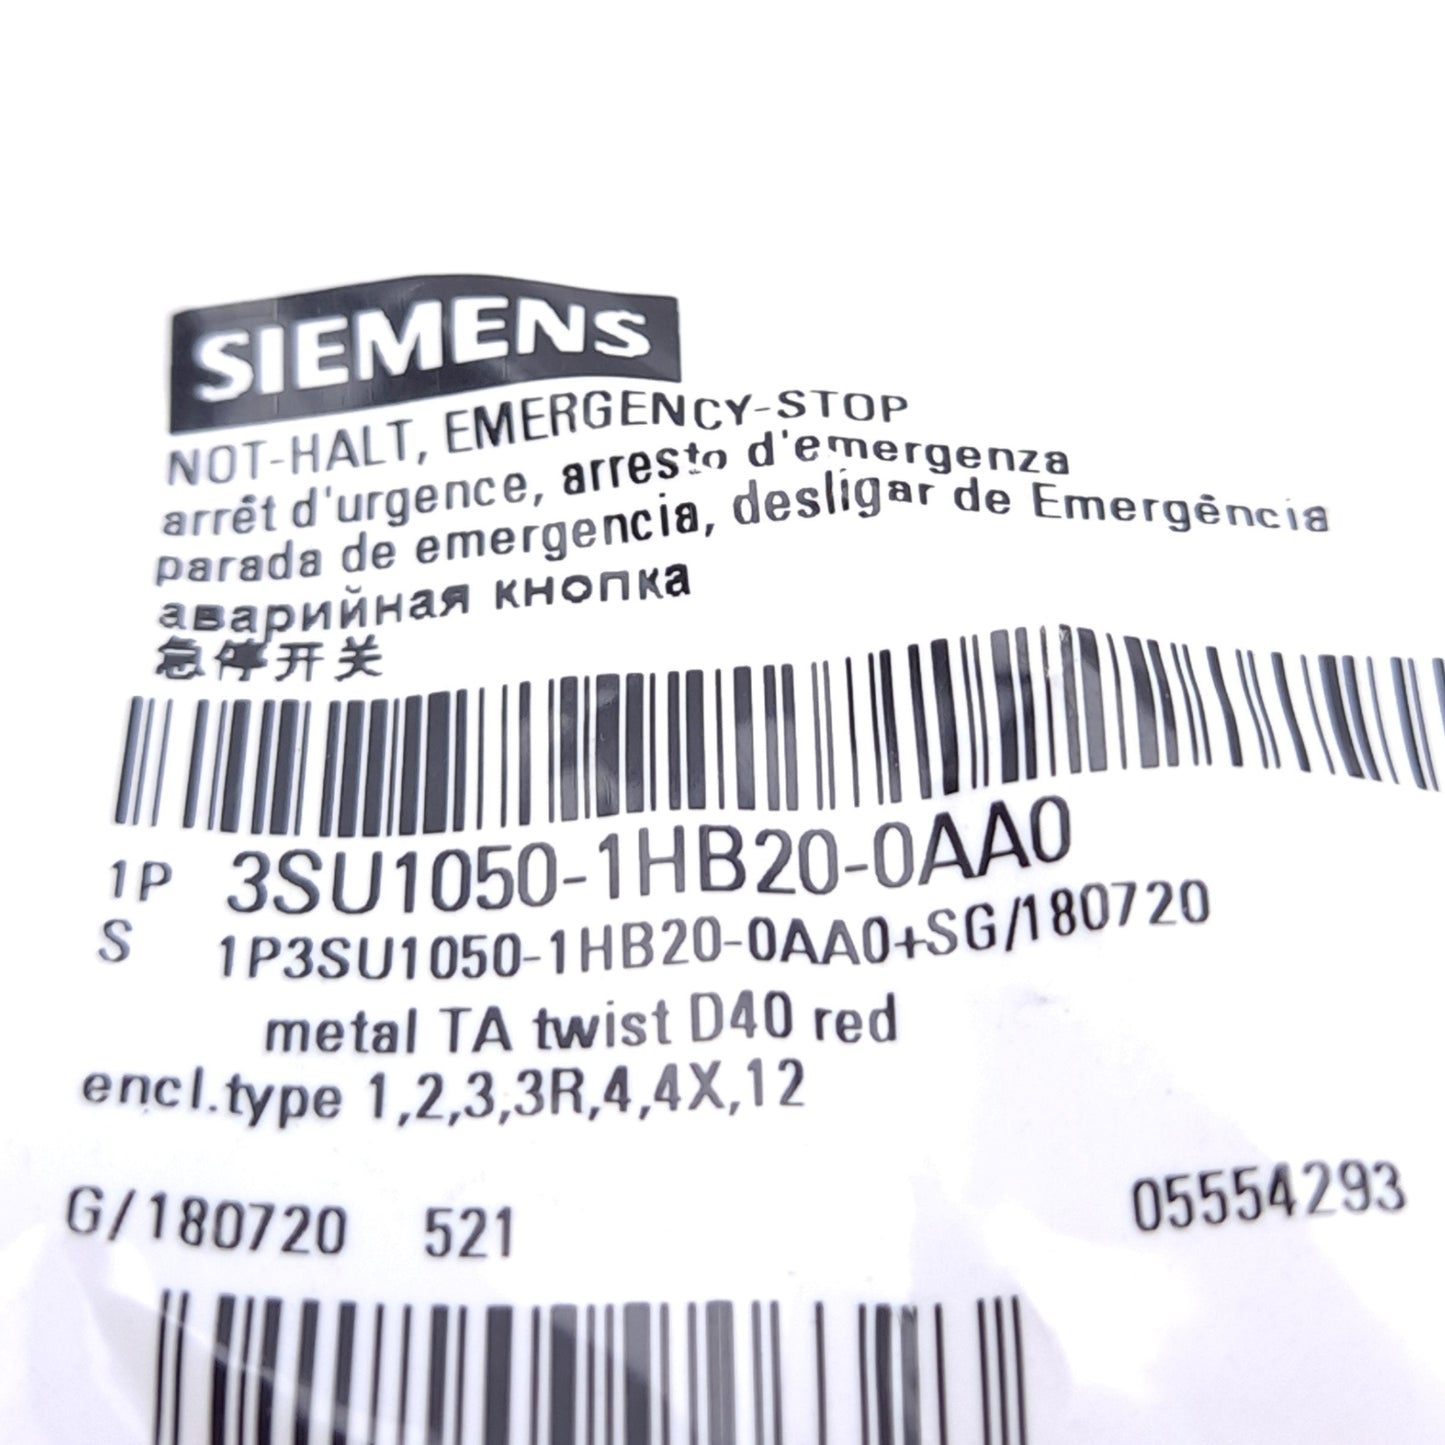 SIEMENS
NOT-HALT, EMERGENCY-STOP
arrêt d'urgence, arresto d'emergenza
parada de emergencia, desligar de Emergência
аварийная кнопка
急停开关
1P 3SU1050-1HB20-0AA0
S 1P3SU1050-1HB20-0AA0+SG/180720
metal TA twist D40 red
encl.type 1,2,3,3R,4,4X,12
G/180720 521 05554293